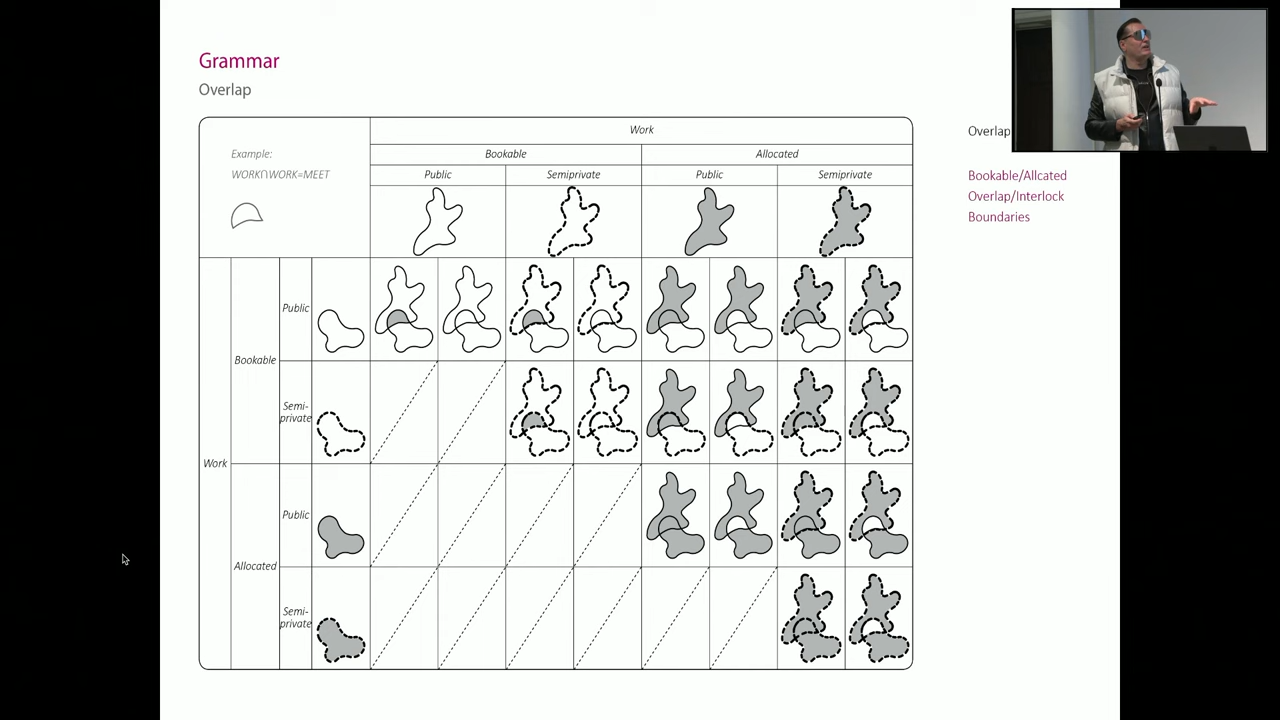 Grammar
Overlap
Work
Example:
WORK∩WORK=MEET
Bookable
Allocated
Public
Semiprivate
Public
Semiprivate
Overlap
Bookable/Allcated
Overlap/Interlock
Boundaries
Public
Bookable
Semi-
private
Work
Public
Allocated
Semi-
private